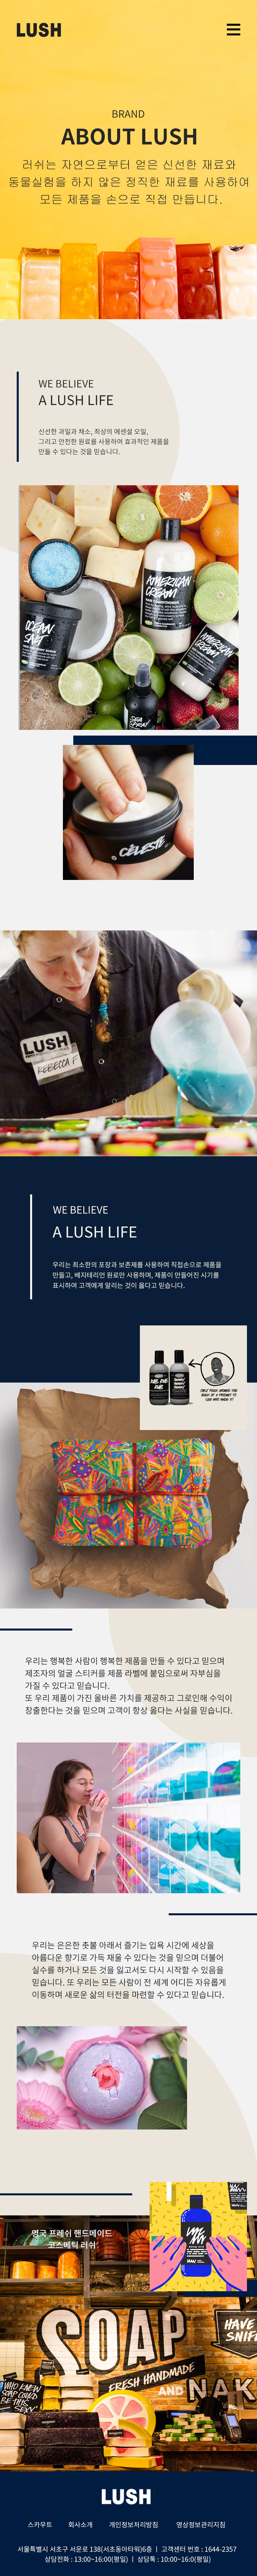 LUSH
BRAND
ABOUT LUSH
러쉬는 자연으로부터 얻은 신선한 재료와
동물실험을 하지 않은 정직한 재료를 사용하여
모든 제품을 손으로 직접 만듭니다.
WE BELIEVE
A LUSH LIFE
신선한 과일과 채소, 최상의 에센셜 오일,
그리고 안전한 원료를 사용하여 효과적인 제품을
만들 수 있다는 것을 믿습니다.
AMERICAN
CREAM
OCEAN
SALT
AMERICAN
CREAM
SEA
SPRAY
CELESTE
LUSH
REBECCA F
WE BELIEVE
A LUSH LIFE
우리는 최소한의 포장과 보존제를 사용하여 직접손으로 제품을
만들고, 베지테리언 원료만 사용하며, 제품이 만들어진 시기를
표시하여 고객에게 알리는 것이 옳다고 믿습니다.
우리는 행복한 사람이 행복한 제품을 만들 수 있다고 믿으며
제조자의 얼굴 스티커를 제품 라벨에 붙임으로써 자부심을
가질 수 있다고 믿습니다.
또 우리 제품이 가진 올바른 가치를 제공하고 그로인해 수익이
창출한다는 것을 믿으며 고객이 항상 옳다는 사실을 믿습니다.
우리는 은은한 촛불 아래서 즐기는 입욕 시간에 세상을
아름다운 향기로 가득 채울 수 있다는 것을 믿으며 더불어
실수를 하거나 모든 것을 잃고서도 다시 시작할 수 있음을
믿습니다. 또 우리는 모든 사람이 전 세계 어디든 자유롭게
이동하며 새로운 삶의 터전을 마련할 수 있다고 믿습니다.
영국 프레쉬 핸드메이드
코스메틱 러쉬
SOAP
FRESH HANDMADE
AND NAK
HAVE
SNIF
WHO KNEW
SOAP COULD
BE THIS
SEXY
LUSH
스카우트 회사소개 개인정보처리방침 영상정보관리지침
서울특별시 서초구 서운로 138(서초동아타워)6층 ㅣ 고객센터 번호 : 1644-2357
상담전화 : 13:00~16:00(평일) ㅣ 상담톡 : 10:00~16:0(평일)